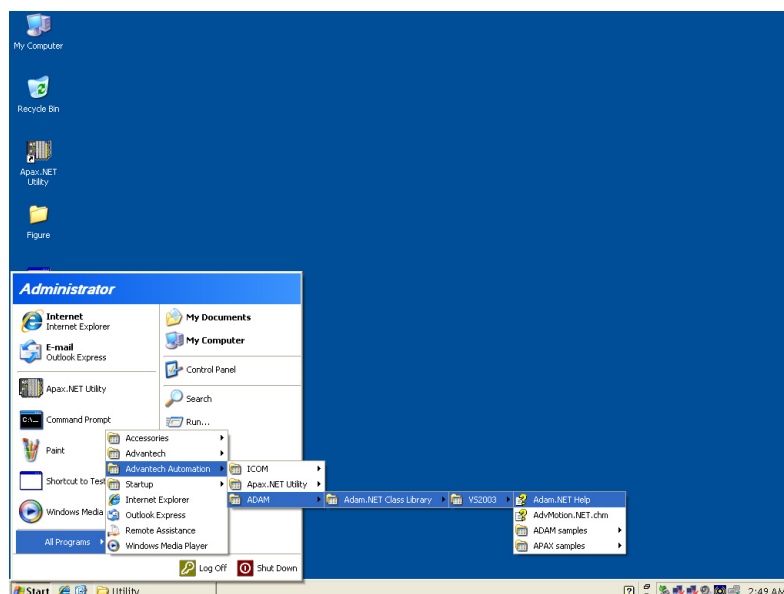 My Computer
Recycle Bin
Apax.NET
Utility
Figure
Administrator
Internet
Internet Explorer
E-mail
Outlook Express
Apax.NET Utility
Command Prompt
Paint
Shortcut to Test
Windows Media
All Programs
My Documents
My Computer
Control Panel
Search
Run...
Log Off
Shut Down
Accessories
Advantech
Advantech Automation
Startup
Internet Explorer
Outlook Express
Remote Assistance
Windows Media Player
ICOM
Apax.NET Utility
ADAM
Adam.NET Class Library
VS2003
Adam.NET Help
AdvMotion.NET.chm
ADAM samples
APAX samples
Start
Utility
2:49 AM